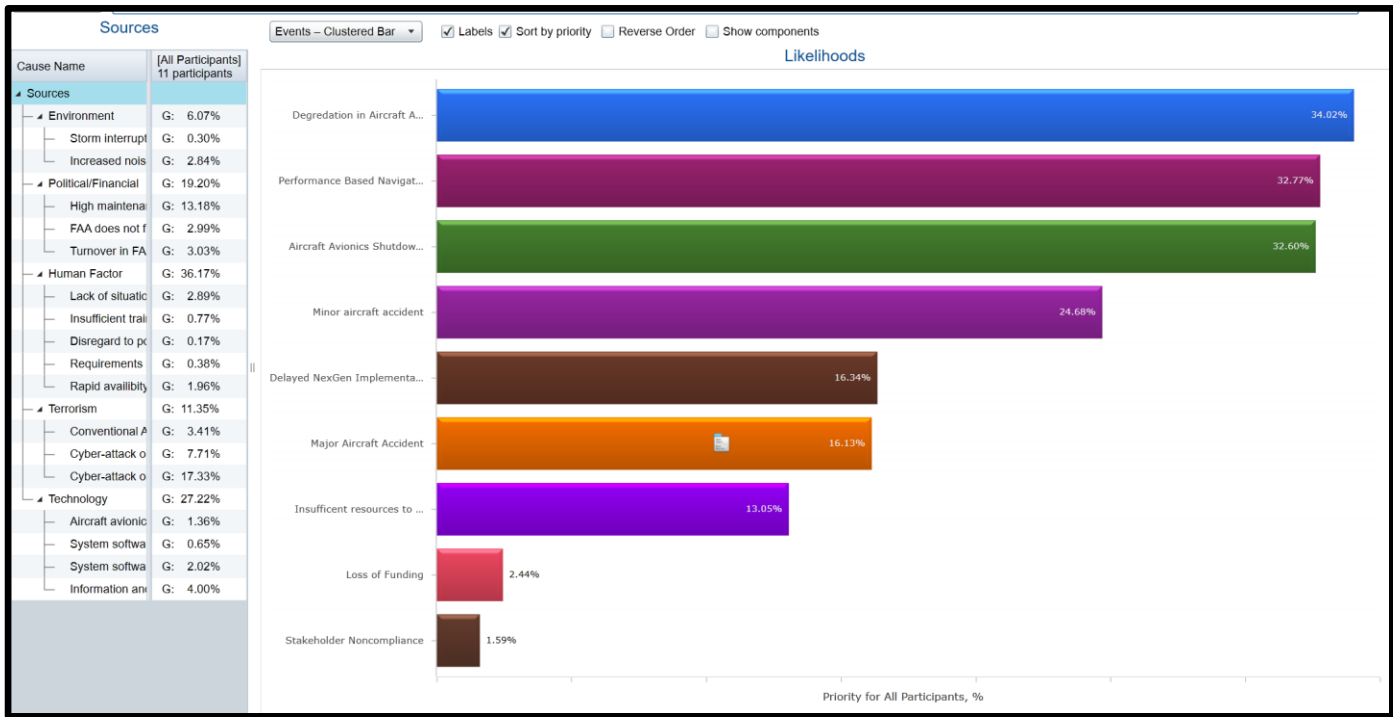 Sources
Events – Clustered Bar
Labels
Sort by priority
Reverse Order
Show components
Cause Name
[All Participants]
11 participants
Sources
Environment G: 6.07%
Storm interrupt G: 0.30%
Increased nois G: 2.84%
Political/Financial G: 19.20%
High maintena G: 13.18%
FAA does not f G: 2.99%
Turnover in FA G: 3.03%
Human Factor G: 36.17%
Lack of situatio G: 2.89%
Insufficient trai G: 0.77%
Disregard to po G: 0.17%
Requirements G: 0.38%
Rapid availibity G: 1.96%
Terrorism G: 11.35%
Conventional A G: 3.41%
Cyber-attack o G: 7.71%
Cyber-attack o G: 17.33%
Technology G: 27.22%
Aircraft avionic G: 1.36%
System softwa G: 0.65%
System softwa G: 2.02%
Information and G: 4.00%
Likelihoods
Degredation in Aircraft A... 34.02%
Performance Based Navigat... 32.77%
Aircraft Avionics Shutdow... 32.60%
Minor aircraft accident 24.68%
Delayed NexGen Implementa... 16.34%
Major Aircraft Accident 16.13%
Insufficent resources to ... 13.05%
Loss of Funding 2.44%
Stakeholder Noncompliance 1.59%
Priority for All Participants, %